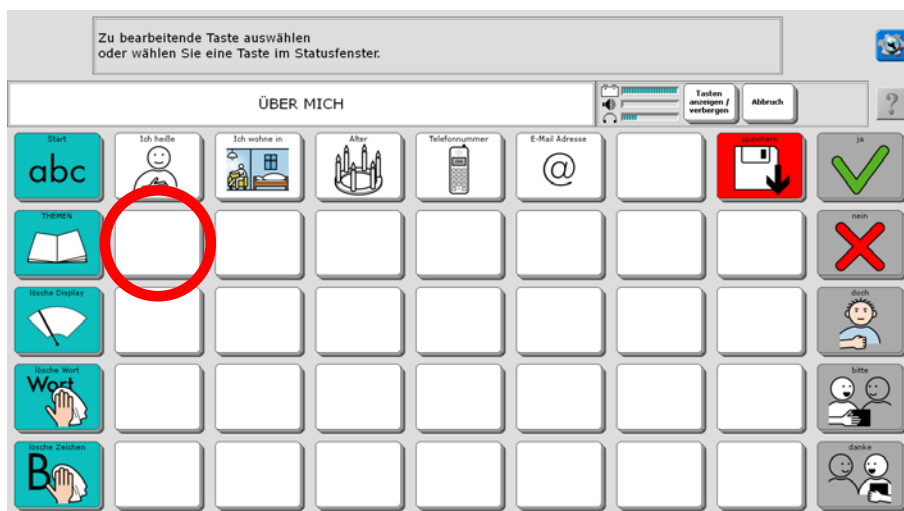 Zu bearbeitende Taste auswählen
oder wählen Sie eine Taste im Statusfenster.
ÜBER MICH
Tasten
anzeigen /
verbergen
Abbruch
?
Start
abc
Ich heiße
Ich wohne in
Alter
Telefonnummer
E-Mail Adresse
@
speichern
ja
THEMEN
nein
lösche Display
doch
lösche Wort
Wort
bitte
lösche Zeichen
B
danke